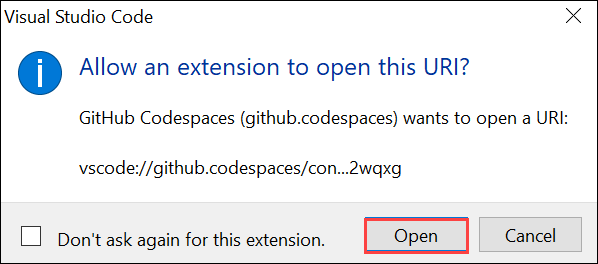 Visual Studio Code
Allow an extension to open this URI?
GitHub Codespaces (github.codespaces) wants to open a URI:
vscode://github.codespaces/con...2wqxg
Don't ask again for this extension.
Open
Cancel